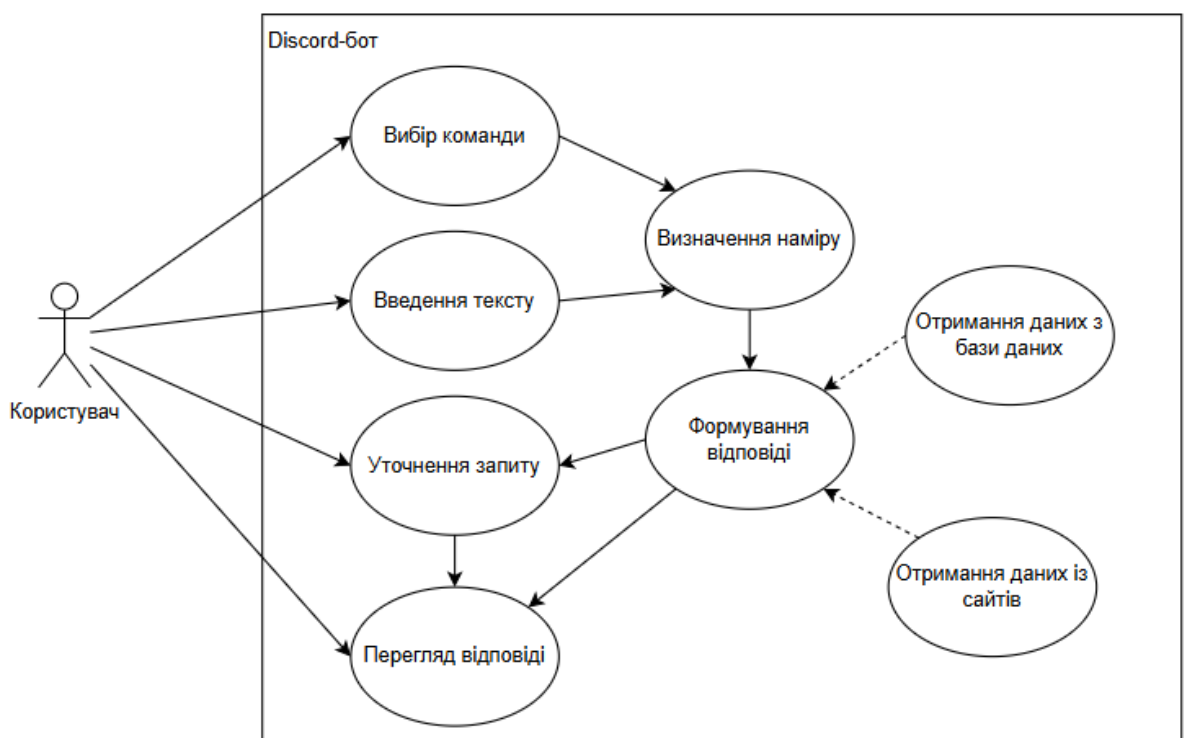 Discord-бот
Вибір команди
Визначення наміру
Введення тексту
Отримання даних з
бази даних
Користувач
Формування
відповіді
Уточнення запиту
Отримання даних із
сайтів
Перегляд відповіді